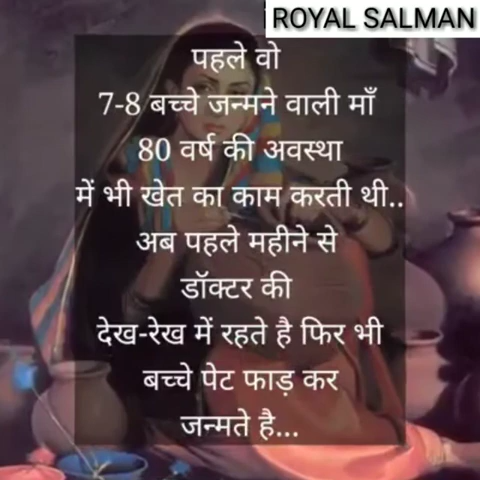 ROYAL SALMAN
पहले वो
7-8 बच्चे जन्मने वाली माँ
80 वर्ष की अवस्था
में भी खेत का काम करती थी..
अब पहले महीने से
डॉक्टर की
देख-रेख में रहते है फिर भी
बच्चे पेट फाड़ कर
जन्मते है...